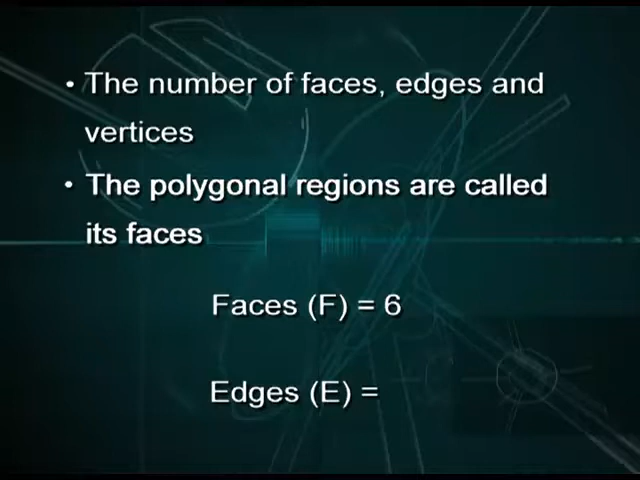 • The number of faces, edges and
vertices
• The polygonal regions are called
its faces
Faces (F) = 6
Edges (E) =